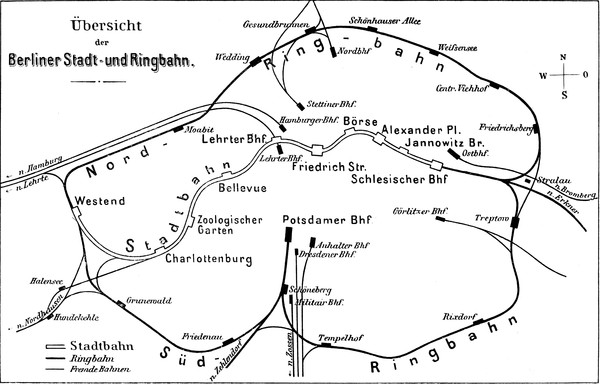 Übersicht
der
Berliner Stadt- und Ringbahn.
Gesundbrunnen
Schönhauser Allee
Nordbhf
Weifsensee
Wedding
Ring-bahn
Centr. Viehhof
N
W O
S
Stettiner Bhf.
Hamburger Bhf.
Börse
Moabit
Lehrter Bhf.
Alexander Pl.
Friedrichsberg
Jannowitz Br.
Lehrter Bhf.
Ostbhf.
n. Hamburg
Nord-
Friedrich Str.
n. Lehrte
Schlesischer Bhf
Stralau
Bellevue
n. Bromberg
n. Erkner
Westend
Stadtbahn
Zoologischer
Garten
Potsdamer Bhf.
Görlitzer Bhf.
Treptow
Anhalter Bhf
Dresdener Bhf.
Charlottenburg
Halensee
Grunewald
Schöneberg
Militair Bhf.
n. Nordhausen
Hundekehle
Friedenau
Tempelhof
Rixdorf
n. Zehlendorf
n. Zossen
Süd-
Ringbahn
Stadtbahn
Ringbahn
Fremde Bahnen